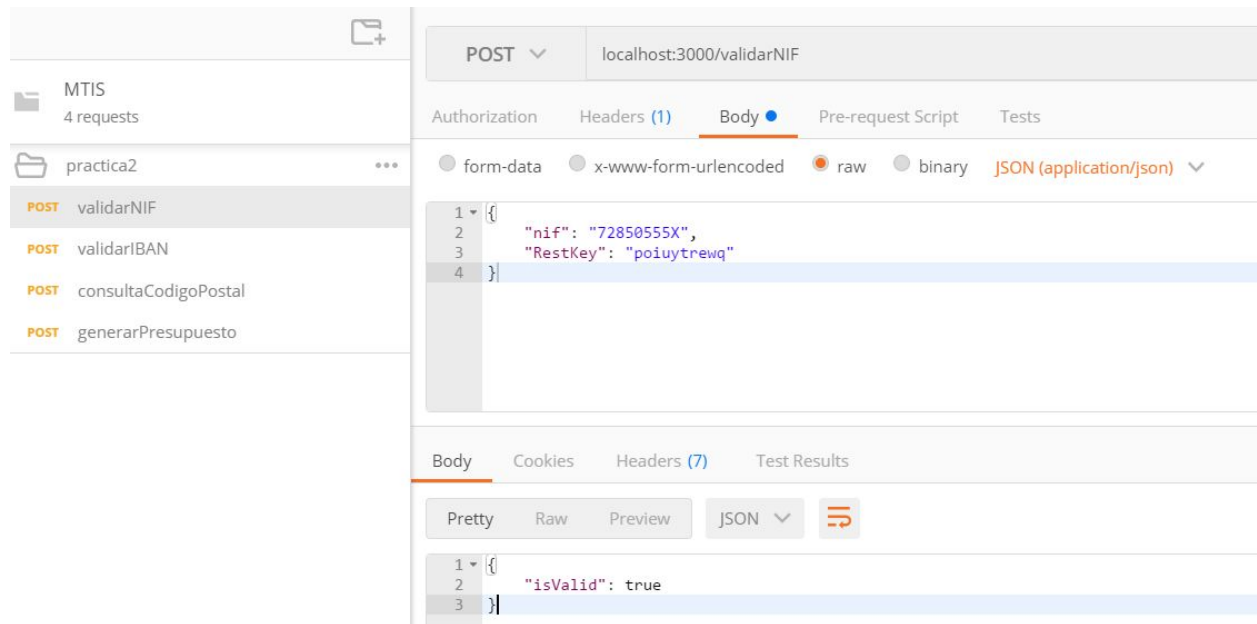 MTIS
4 requests
practica2
POST validarNIF
POST validarIBAN
POST consultaCodigoPostal
POST generarPresupuesto
POST localhost:3000/validarNIF
Authorization Headers (1) Body Pre-request Script Tests
form-data x-www-form-urlencoded raw binary JSON (application/json)
1 {
2 "nif": "72850555X",
3 "RestKey": "poiuytrewq"
4 }
Body Cookies Headers (7) Test Results
Pretty Raw Preview JSON
1 {
2 "isValid": true
3 }